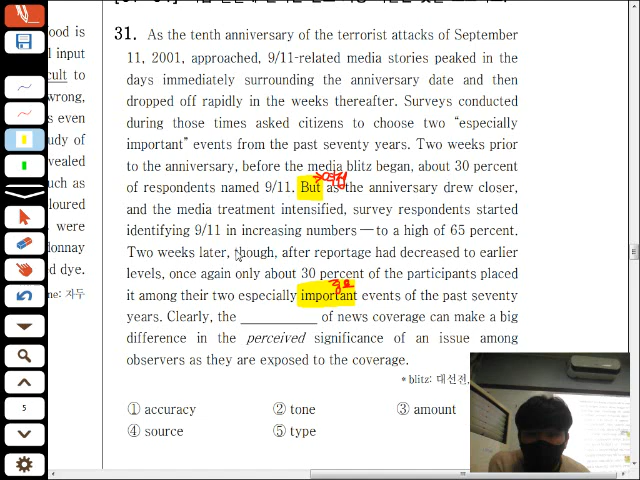 ood is
l input
cult to
wrong,
s even
udy of
vealed
uch as
loured
were
donnay
d dye.
ne: 자두
5
31. As the tenth anniversary of the terrorist attacks of September
11, 2001, approached, 9/11-related media stories peaked in the
days immediately surrounding the anniversary date and then
dropped off rapidly in the weeks thereafter. Surveys conducted
during those times asked citizens to choose two “especially
important” events from the past seventy years. Two weeks prior
to the anniversary, before the media blitz began, about 30 percent
of respondents named 9/11. But as the anniversary drew closer,
and the media treatment intensified, survey respondents started
identifying 9/11 in increasing numbers—to a high of 65 percent.
Two weeks later, though, after reportage had decreased to earlier
levels, once again only about 30 percent of the participants placed
it among their two especially important events of the past seventy
years. Clearly, the ____________ of news coverage can make a big
difference in the perceived significance of an issue among
observers as they are exposed to the coverage.
* blitz: 대선전,
① accuracy ② tone ③ amount
④ source ⑤ type